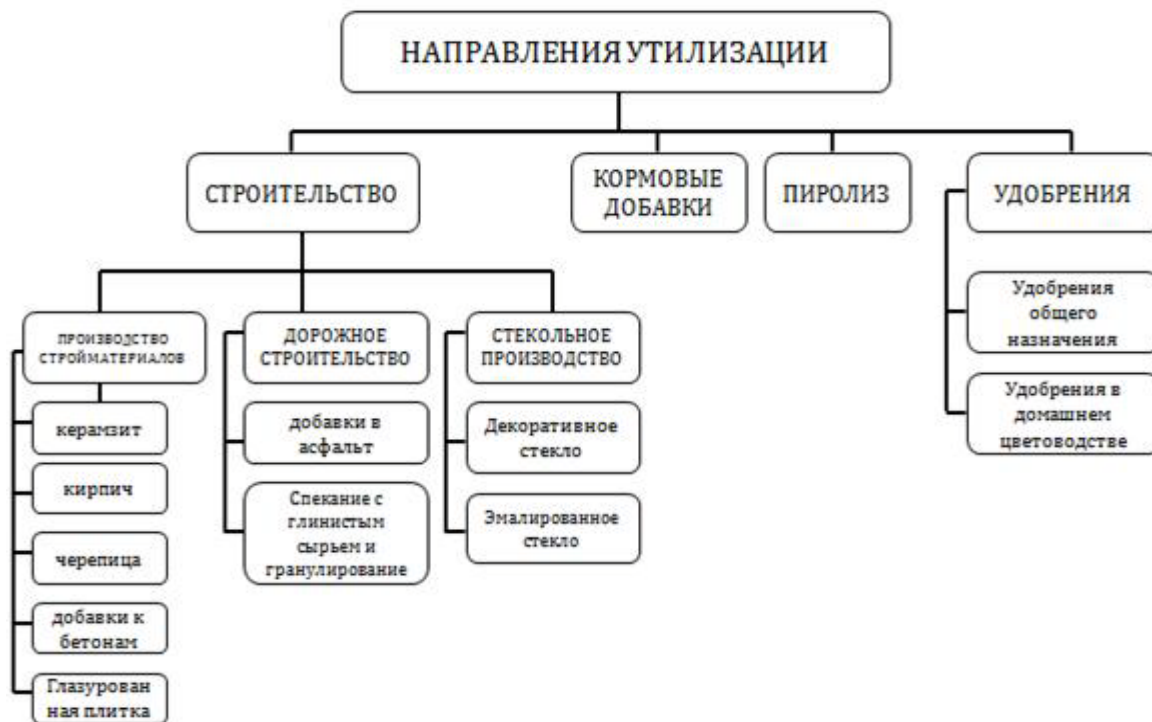 НАПРАВЛЕНИЯ УТИЛИЗАЦИИ
СТРОИТЕЛЬСТВО
КОРМОВЫЕ
ДОБАВКИ
ПИРОЛИЗ
УДОБРЕНИЯ
ПРОИЗВОДСТВО
СТРОЙМАТЕРИАЛОВ
керамзит
кирпич
черепица
добавки к
бетонам
Глазурован
ная плитка
ДОРОЖНОЕ
СТРОИТЕЛЬСТВО
добавки в
асфальт
Спекание с
глинистым
сырьем и
гранулирование
СТЕКОЛЬНОЕ
ПРОИЗВОДСТВО
Декоративное
стекло
Эмалированное
стекло
Удобрения
общего
назначения
Удобрения в
домашнем
цветоводстве